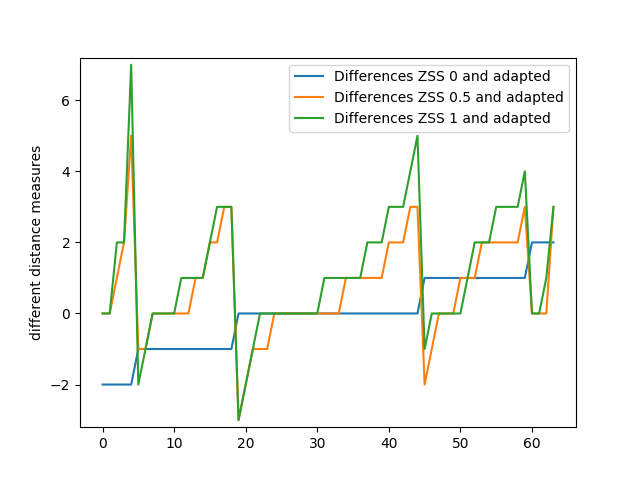 Differences ZSS 0 and adapted
Differences ZSS 0.5 and adapted
Differences ZSS 1 and adapted
different distance measures
6
4
2
0
−2
0 10 20 30 40 50 60